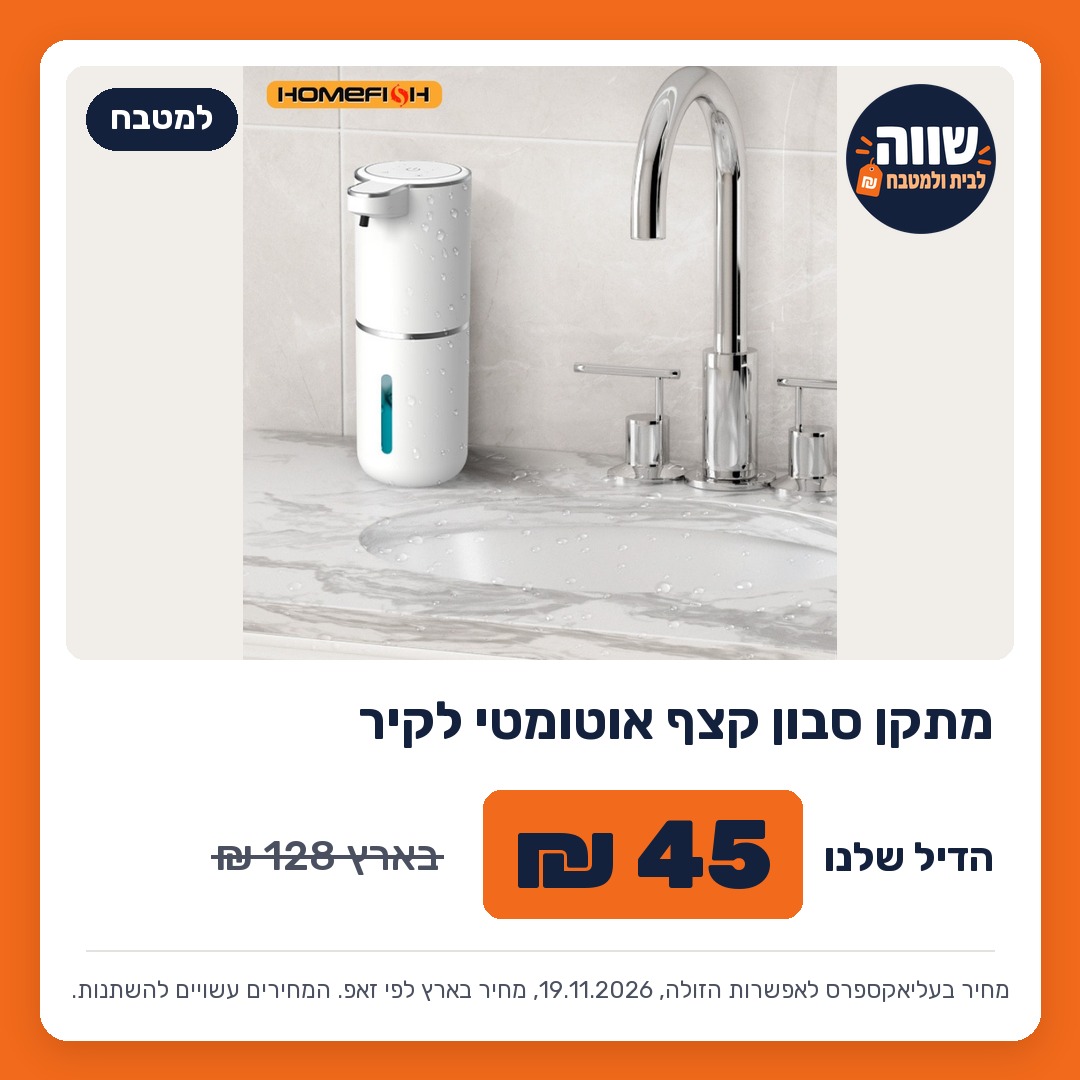 למטבח
HOMEFISH
שווה
לבית ולמטבח
₪
מתקן סבון קצף אוטומטי לקיר
הדיל שלנו 45 ₪ בארץ 128 ₪
מחיר בעליאקספרס לאפשרות הזולה, 19.11.2026, מחיר בארץ לפי זאפ. המחירים עשויים להשתנות.